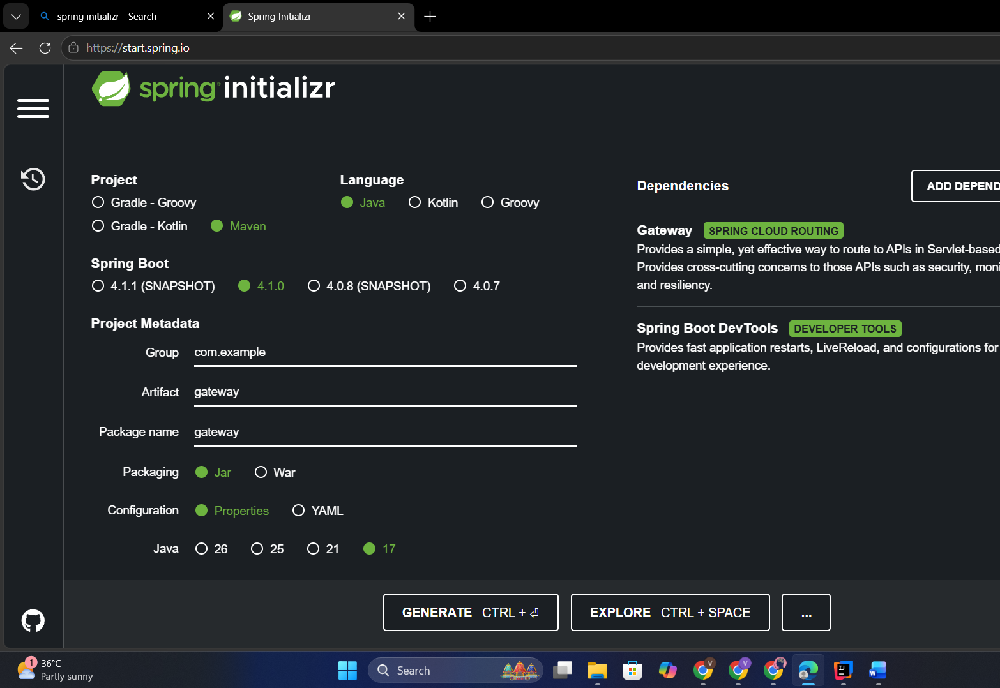 spring initializr - Search
Spring Initializr
https://start.spring.io
spring initializr
Project
Gradle - Groovy
Gradle - Kotlin Maven
Language
Java Kotlin Groovy
Spring Boot
4.1.1 (SNAPSHOT) 4.1.0 4.0.8 (SNAPSHOT) 4.0.7
Project Metadata
Group com.example
Artifact gateway
Package name gateway
Packaging Jar War
Configuration Properties YAML
Java 26 25 21 17
Dependencies
ADD DEPEND
Gateway SPRING CLOUD ROUTING
Provides a simple, yet effective way to route to APIs in Servlet-based
Provides cross-cutting concerns to those APIs such as security, moni
and resiliency.
Spring Boot DevTools DEVELOPER TOOLS
Provides fast application restarts, LiveReload, and configurations for
development experience.
GENERATE CTRL + ⏎
EXPLORE CTRL + SPACE
...
1
36°C
Partly sunny
Search
V
V
IJ
W